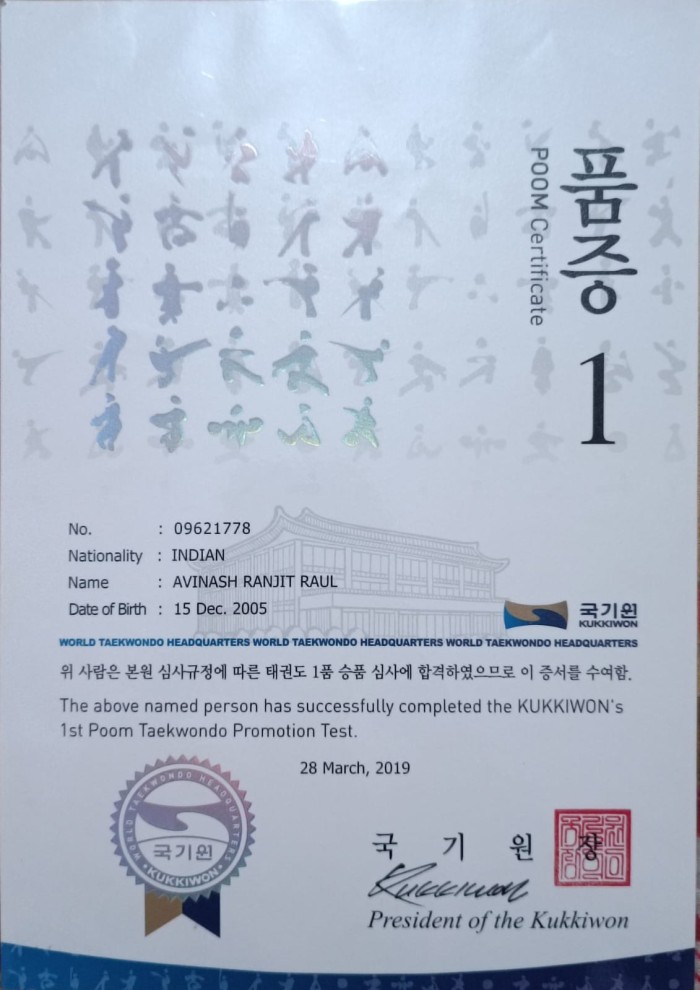 품증
POOM Certificate
1
No. : 09621778
Nationality : INDIAN
Name : AVINASH RANJIT RAUL
Date of Birth : 15 Dec. 2005
국기원
KUKKIWON
WORLD TAEKWONDO HEADQUARTERS WORLD TAEKWONDO HEADQUARTERS WORLD TAEKWONDO HEADQUARTERS
위 사람은 본원 심사규정에 따른 태권도 1품 승품 심사에 합격하였으므로 이 증서를 수여함.
The above named person has successfully completed the KUKKIWON's
1st Poom Taekwondo Promotion Test.
28 March, 2019
WORLD TAEKWONDO HEADQUARTERS
국기원
KUKKIWON
국 기 원 장
Kukkiwon
President of the Kukkiwon